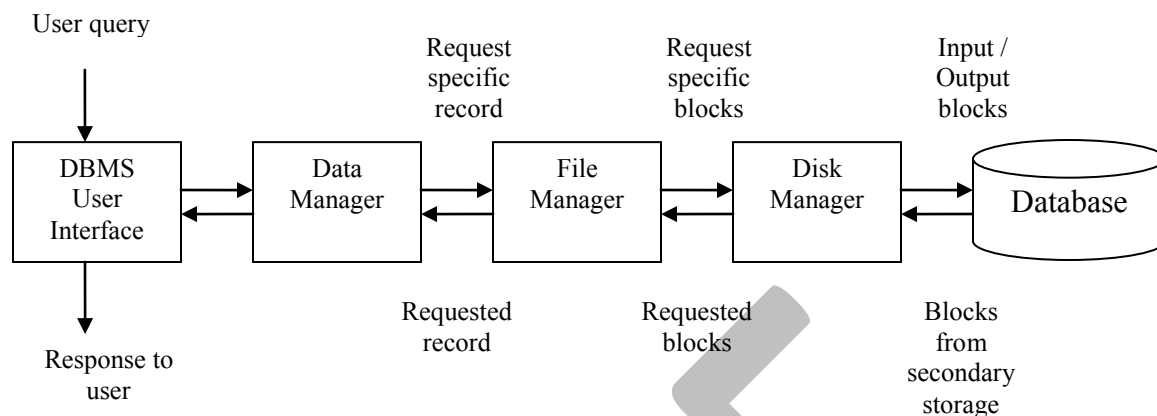 User query
Request
specific
record
Request
specific
blocks
Input /
Output
blocks
DBMS
User
Interface
Data
Manager
File
Manager
Disk
Manager
Database
Requested
record
Requested
blocks
Blocks
from
secondary
storage
Response to
user